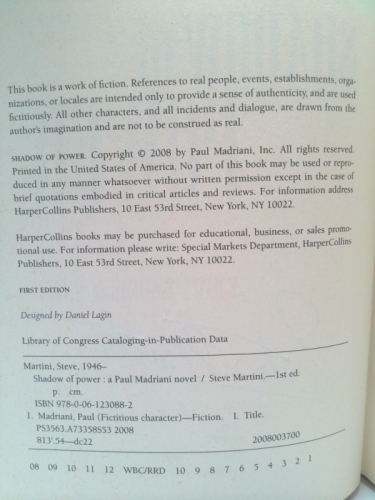 This book is a work of fiction. References to real people, events, establishments, orga-
nizations, or locales are intended only to provide a sense of authenticity, and are used
fictitiously. All other characters, and all incidents and dialogue, are drawn from the
author's imagination and are not to be construed as real.
SHADOW OF POWER. Copyright © 2008 by Paul Madriani, Inc. All rights reserved.
Printed in the United States of America. No part of this book may be used or repro-
duced in any manner whatsoever without written permission except in the case of
brief quotations embodied in critical articles and reviews. For information address
HarperCollins Publishers, 10 East 53rd Street, New York, NY 10022.
HarperCollins books may be purchased for educational, business, or sales promo-
tional use. For information please write: Special Markets Department, HarperCollins
Publishers, 10 East 53rd Street, New York, NY 10022.
FIRST EDITION
Designed by Daniel Lagin
Library of Congress Cataloging-in-Publication Data
Martini, Steve, 1946–
Shadow of power : a Paul Madriani novel / Steve Martini.—1st ed.
p. cm.
ISBN 978-0-06-123088-2
1. Madriani, Paul (Fictitious character)—Fiction. I. Title.
PS3563.A73358S53 2008
813'.54—dc22 2008003700
08 09 10 11 12 WBC/RRD 10 9 8 7 6 5 4 3 2 1